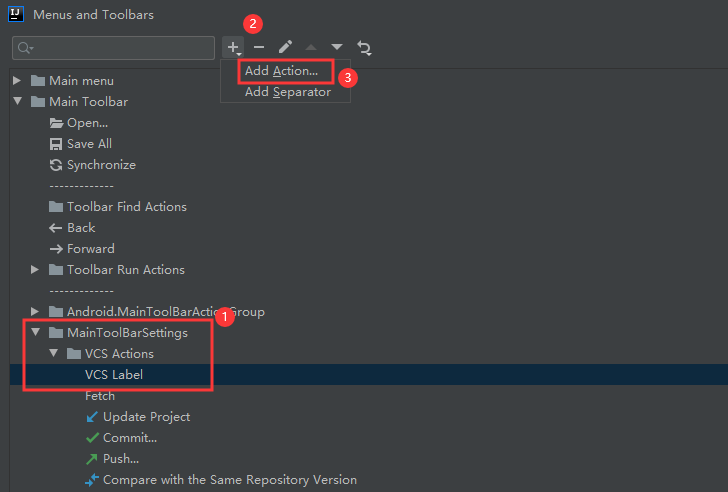 IJ Menus and Toolbars
2
Add Action...
3
Add Separator
Main menu
Main Toolbar
Open...
Save All
Synchronize
-------------
Toolbar Find Actions
Back
Forward
Toolbar Run Actions
-------------
Android.MainToolBarActionGroup
1
MainToolBarSettings
VCS Actions
VCS Label
Fetch
Update Project
Commit...
Push...
Compare with the Same Repository Version